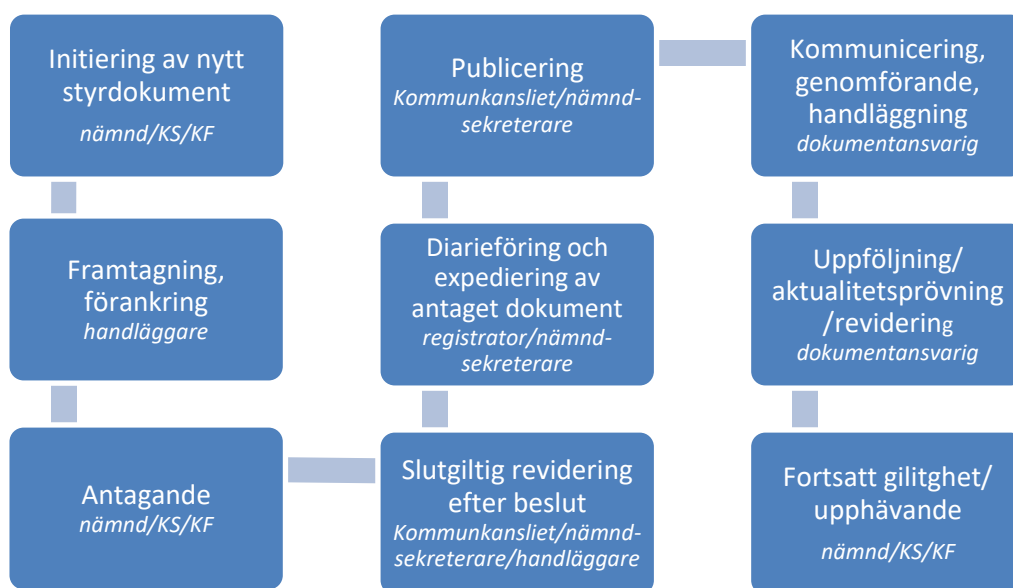 Initiering av nytt
styrdokument
nämnd/KS/KF
Framtagning,
förankring
handläggare
Antagande
nämnd/KS/KF
Slutgiltig revidering
efter beslut
Kommunkansliet/nämnd-
sekreterare/handläggare
Diarieföring och
expediering av
antaget dokument
registrator/nämnd-
sekreterare
Publicering
Kommunkansliet/nämnd-
sekreterare
Kommunicering,
genomförande,
handläggning
dokumentansvarig
Uppföljning/
aktualitetsprövning
/revidering
dokumentansvarig
Fortsatt gilitghet/
upphävande
nämnd/KS/KF